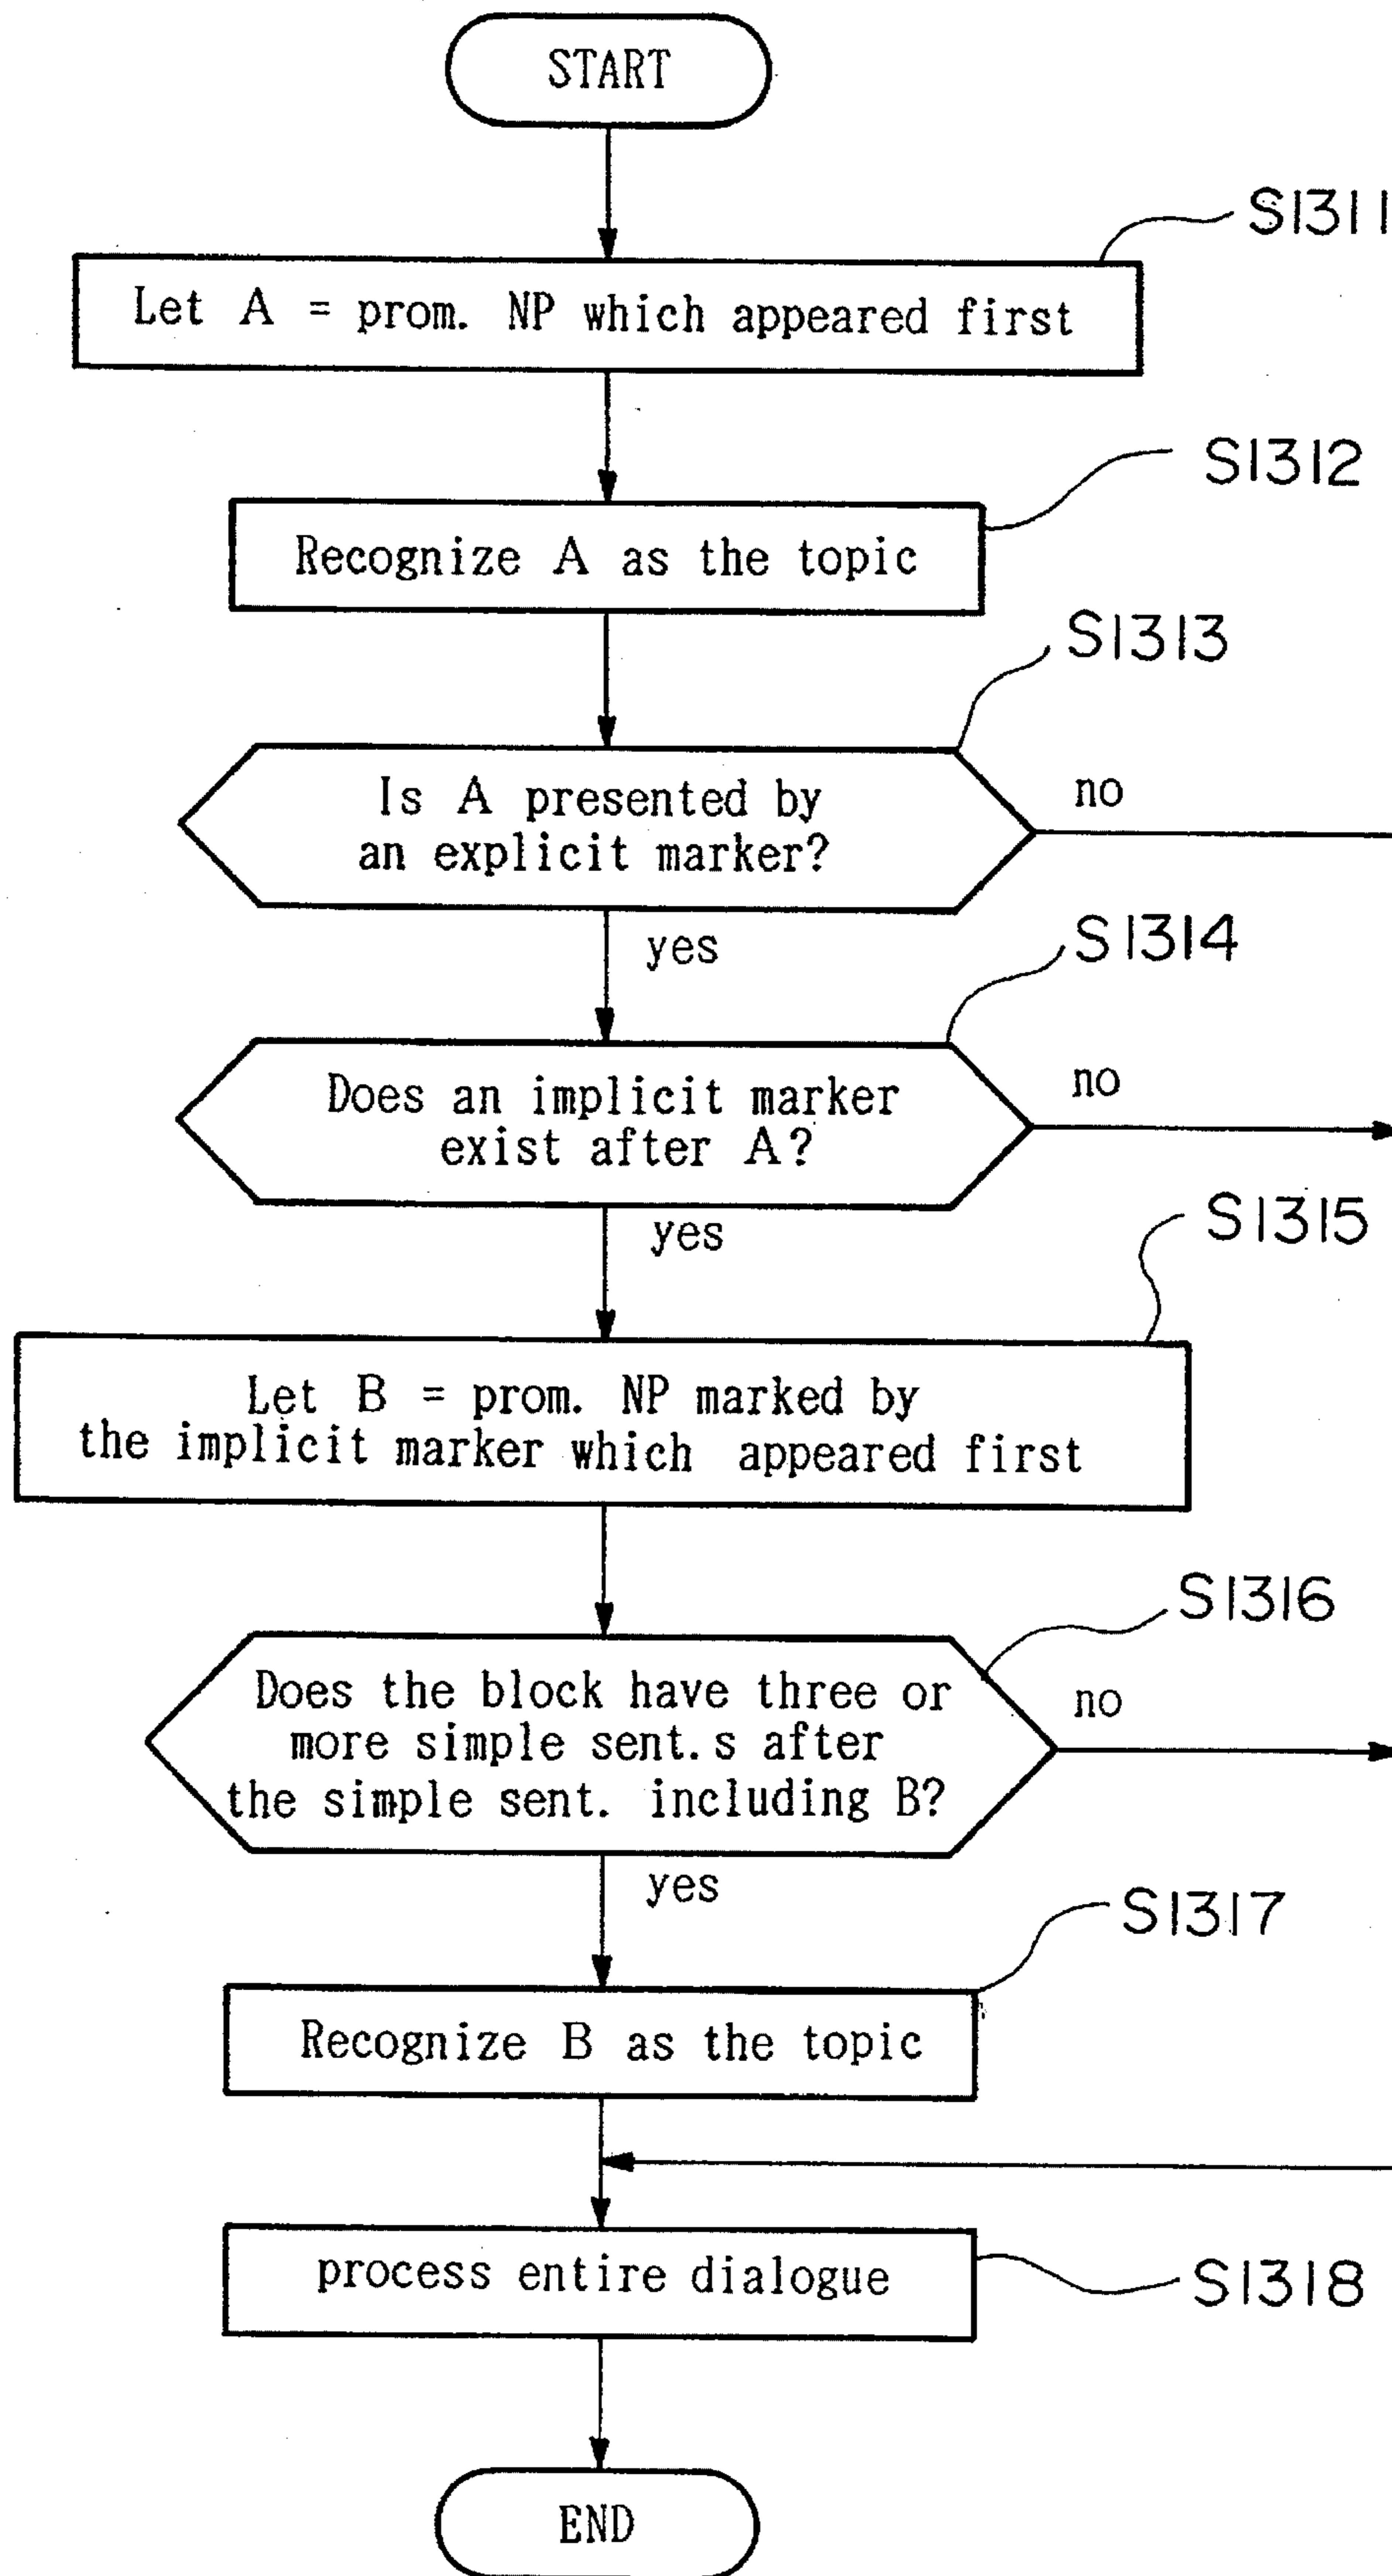 START
S1311
Let A = prom. NP which appeared first
S1312
Recognize A as the topic
S1313
Is A presented by
an explicit marker?
no
yes
S1314
Does an implicit marker
exist after A?
no
yes
S1315
Let B = prom. NP marked by
the implicit marker which appeared first
S1316
Does the block have three or
more simple sent.s after
the simple sent. including B?
no
yes
S1317
Recognize B as the topic
process entire dialogue
S1318
END